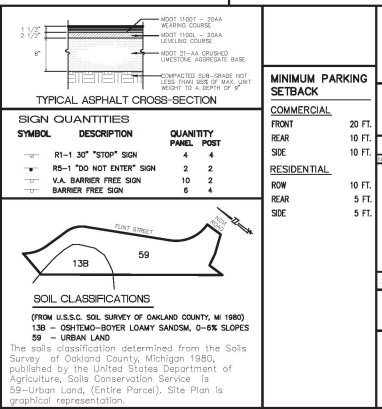 1 1/2"
2 1/2"
8"
MDOT 1100T - 20AA
WEARING COURSE
MDOT 1100L - 20AA
LEVELING COURSE
MDOT 21-AA CRUSHED
LIMESTONE AGGREGATE BASE
COMPACTED SUB-GRADE NOT
LESS THAN 95% OF MAX. UNIT
WEIGHT TO A DEPTH OF 9"
TYPICAL ASPHALT CROSS-SECTION
SIGN QUANTITIES
SYMBOL DESCRIPTION QUANTITY
PANEL POST
R1-1 30" "STOP" SIGN 4 4
R5-1 "DO NOT ENTER" SIGN 2 2
V.A. BARRIER FREE SIGN 10 2
BARRIER FREE SIGN 6 4
FLINT STREET
NOVI
ROAD
59
13B
SOIL CLASSIFICATIONS
(FROM U.S.S.C. SOIL SURVEY OF OAKLAND COUNTY, MI 1980)
13B - OSHTEMO-BOYER LOAMY SANDSM, 0-6% SLOPES
59 - URBAN LAND
The soils classification determined from the Soils
Survey of Oakland County, Michigan 1980,
published by the United States Department of
Agriculture, Soils Conservation Service is
59-Urban Land, (Entire Parcel). Site Plan is
graphical representation.
MINIMUM PARKING
SETBACK
COMMERCIAL
FRONT 20 FT.
REAR 10 FT.
SIDE 10 FT.
RESIDENTIAL
ROW 10 FT.
REAR 5 FT.
SIDE 5 FT.